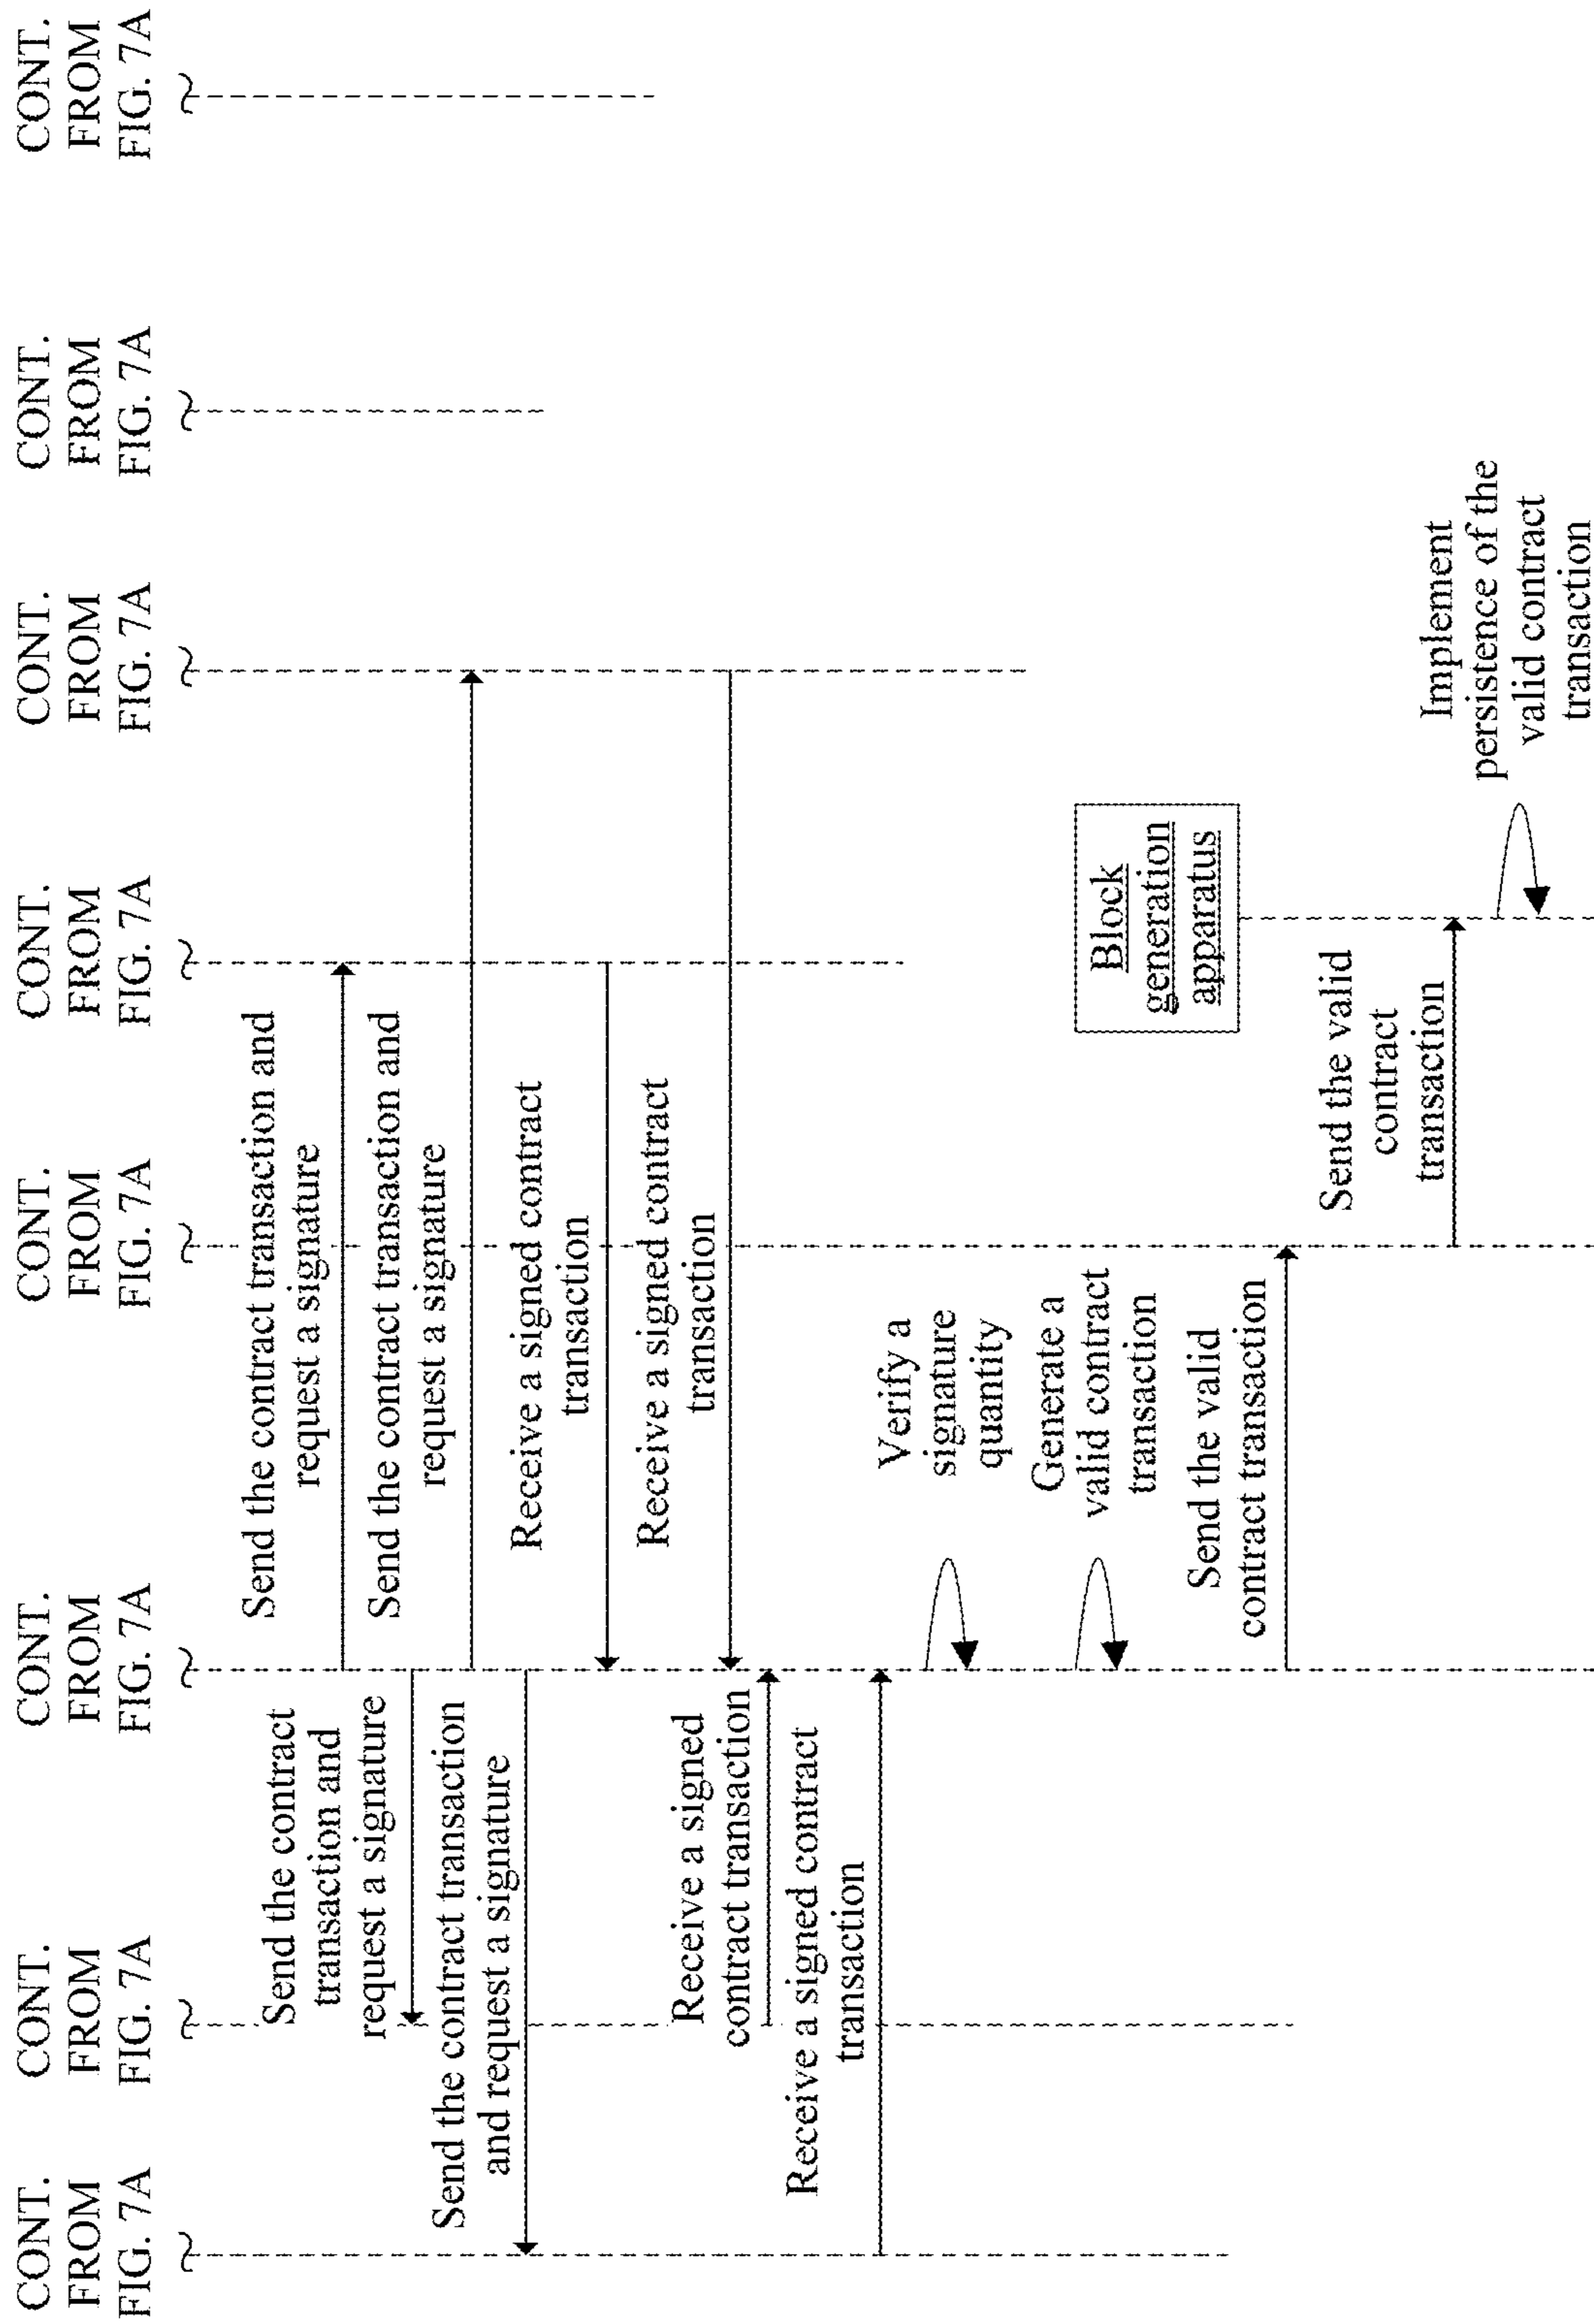 CONT.
FROM
FIG. 7A
CONT.
FROM
FIG. 7A
CONT.
FROM
FIG. 7A
CONT.
FROM
FIG. 7A
CONT.
FROM
FIG. 7A
CONT.
FROM
FIG. 7A
CONT.
FROM
FIG. 7A
CONT.
FROM
FIG. 7A
Send the contract transaction and
request a signature
Send the contract
transaction and
request a signature
Send the contract transaction and
request a signature
Send the contract transaction
and request a signature
Receive a signed contract
transaction
Receive a signed contract
transaction
Receive a signed
contract transaction
Receive a signed contract
transaction
Verify a
signature
quantity
Generate a
valid contract
transaction
Block
generation
apparatus
Send the valid
contract transaction
Send the valid
contract
transaction
Implement
persistence of the
valid contract
transaction